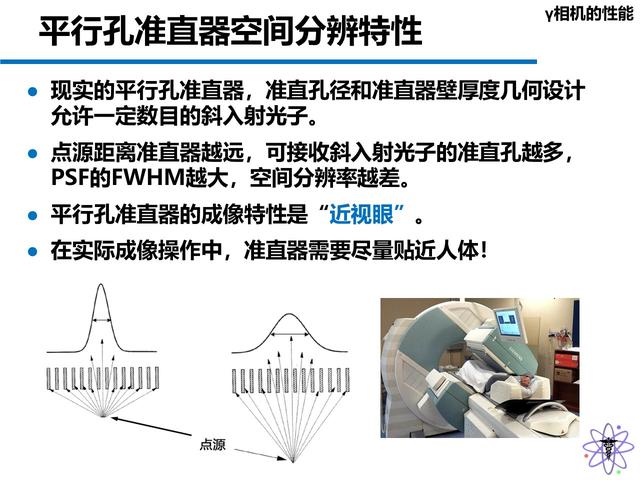 γ相机的性能
平行孔准直器空间分辨特性
现实的平行孔准直器，准直孔径和准直器壁厚度几何设计
允许一定数目的斜入射光子。
点源距离准直器越远，可接收斜入射光子的准直孔越多，
PSF的FWHM越大，空间分辨率越差。
平行孔准直器的成像特性是“近视眼”。
在实际成像操作中，准直器需要尽量贴近人体！
点源